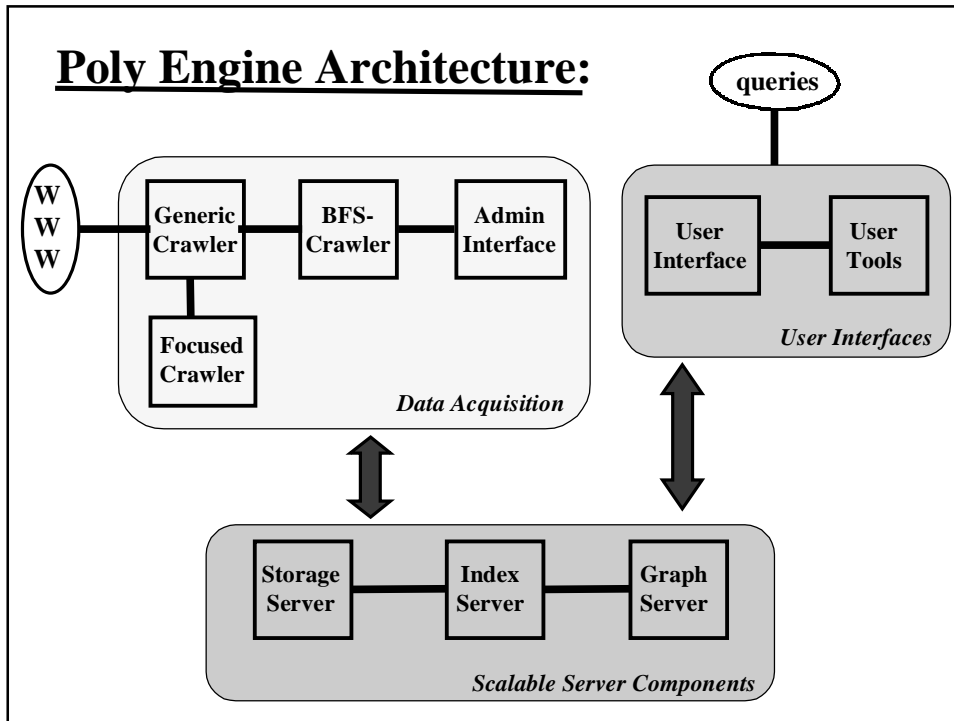 Poly Engine Architecture:
queries
W
W
W
Generic
Crawler
BFS-
Crawler
Admin
Interface
Focused
Crawler
Data Acquisition
User
Interface
User
Tools
User Interfaces
Storage
Server
Index
Server
Graph
Server
Scalable Server Components